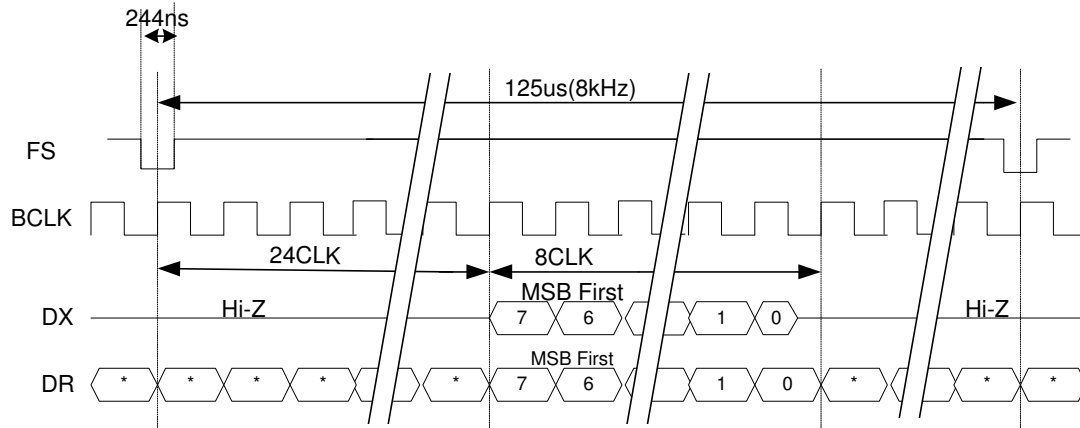 244ns
125us(8kHz)
FS
BCLK
24CLK 8CLK
MSB First
DX Hi-Z 7 6 1 0 Hi-Z
MSB First
DR * * * * * 7 6 1 0 * * *